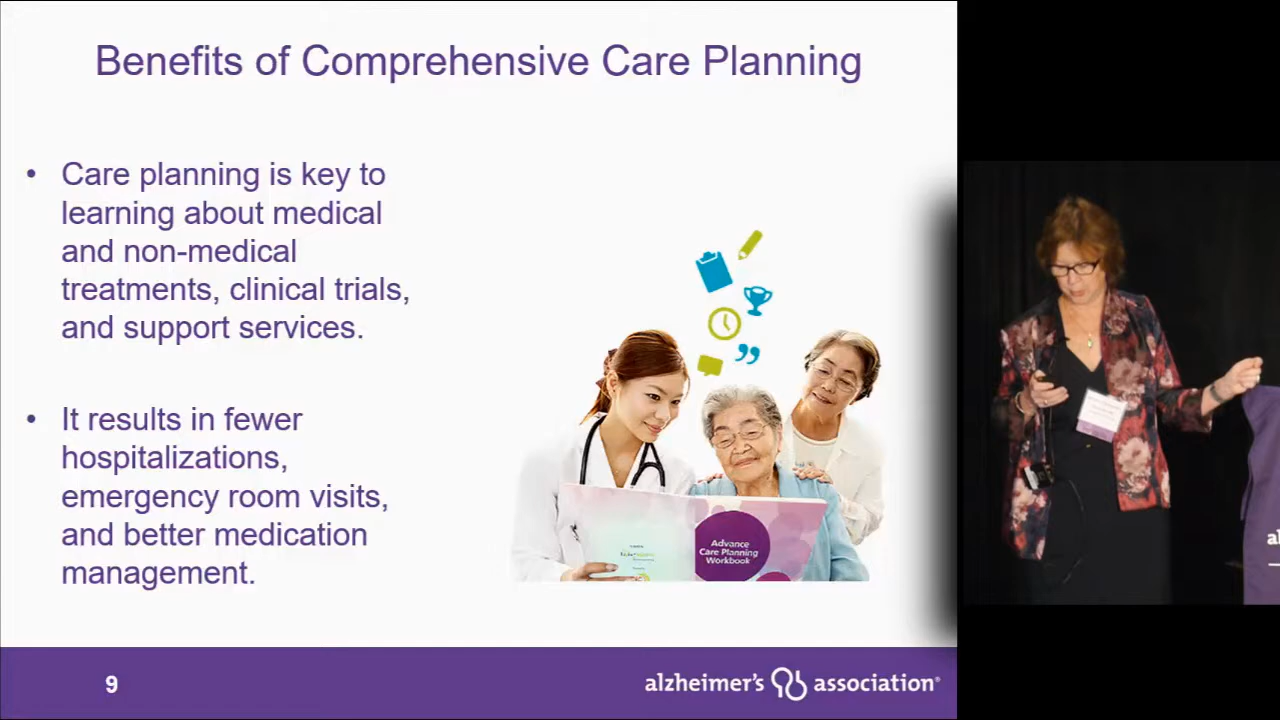 Benefits of Comprehensive Care Planning
• Care planning is key to
learning about medical
and non-medical
treatments, clinical trials,
and support services.
• It results in fewer
hospitalizations,
emergency room visits,
and better medication
management.
Advance
Care Planning
Workbook
9
alzheimer's association®
al